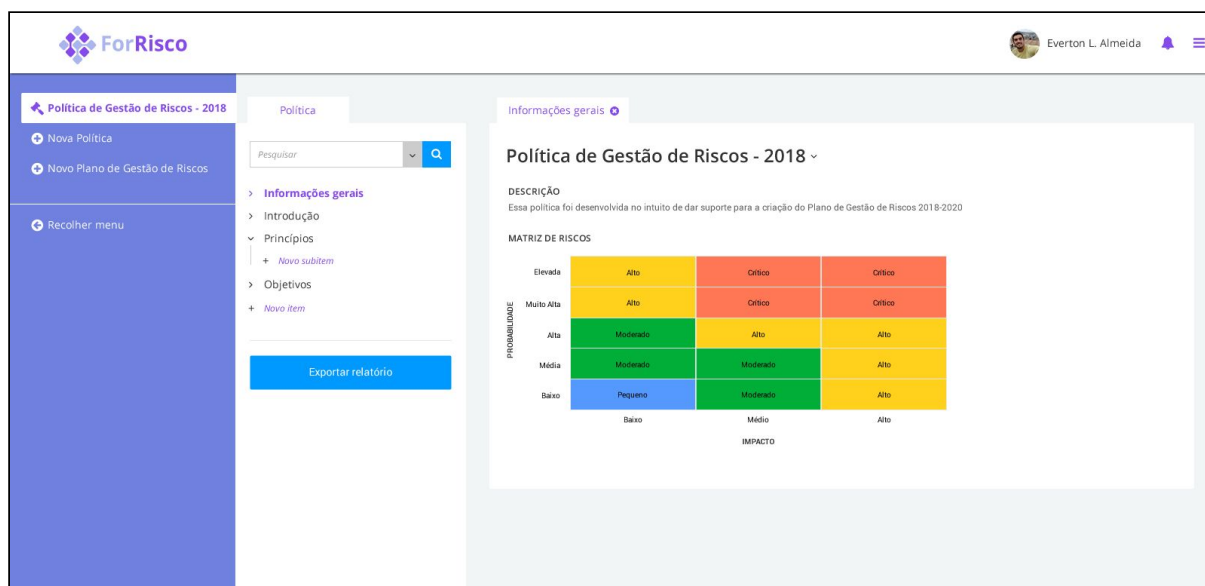 ForRisco
Everton L. Almeida
Política de Gestão de Riscos - 2018
Nova Política
Novo Plano de Gestão de Riscos
Recolher menu
Política
Pesquisar
Informações gerais
Introdução
Princípios
+ Novo subitem
Objetivos
+ Novo item
Exportar relatório
Informações gerais
Política de Gestão de Riscos - 2018
DESCRIÇÃO
Essa política foi desenvolvida no intuito de dar suporte para a criação do Plano de Gestão de Riscos 2018-2020
MATRIZ DE RISCOS
PROBABILIDADE
Elevada Alto Crítico Crítico
Muito Alta Alto Crítico Crítico
Alta Moderado Alto Alto
Média Moderado Moderado Alto
Baixo Pequeno Moderado Alto
Baixo Médio Alto
IMPACTO